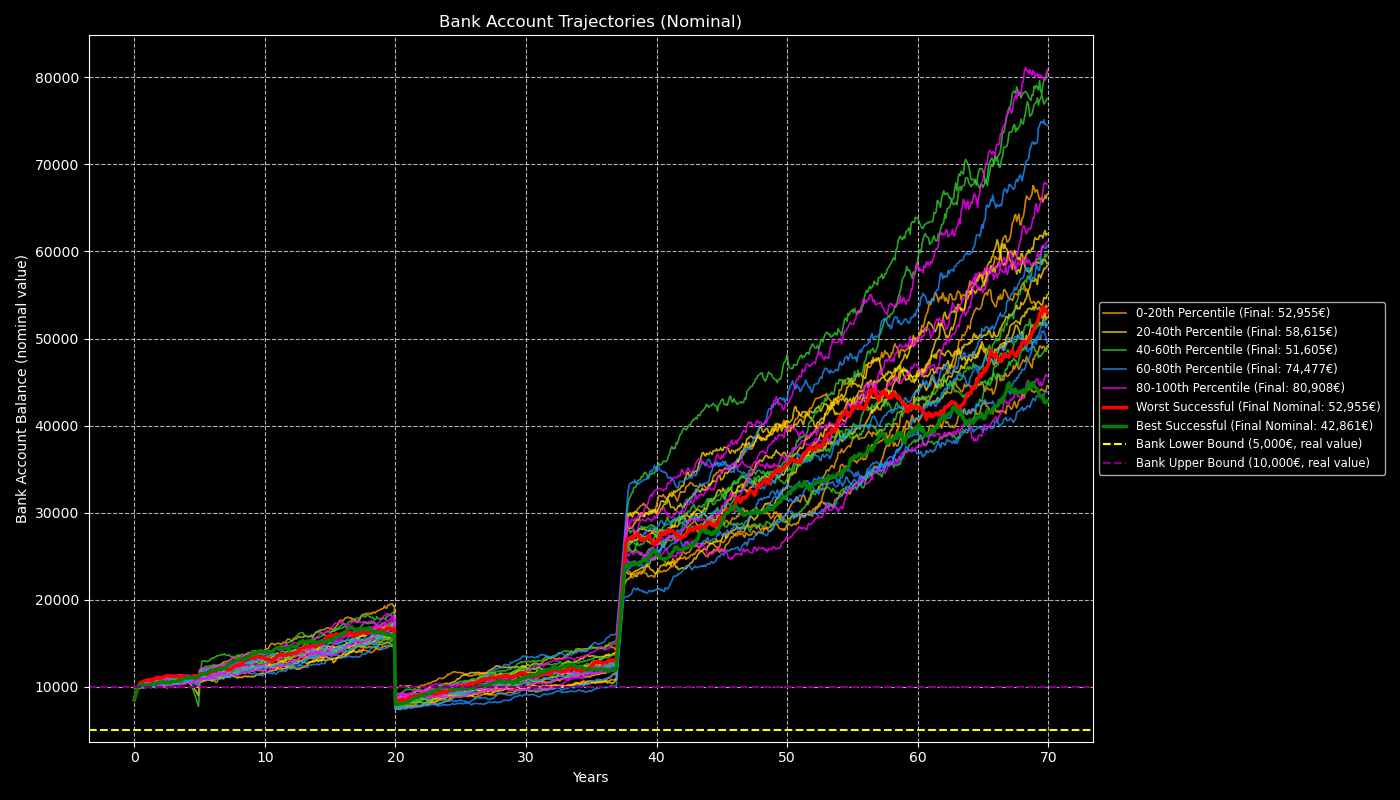 Bank Account Trajectories (Nominal)
Bank Account Balance (nominal value)
80000
70000
60000
50000
40000
30000
20000
10000
0
10
20
30
40
50
60
70
Years
0-20th Percentile (Final: 52,955€)
20-40th Percentile (Final: 58,615€)
40-60th Percentile (Final: 51,605€)
60-80th Percentile (Final: 74,477€)
80-100th Percentile (Final: 80,908€)
Worst Successful (Final Nominal: 52,955€)
Best Successful (Final Nominal: 42,861€)
Bank Lower Bound (5,000€, real value)
Bank Upper Bound (10,000€, real value)